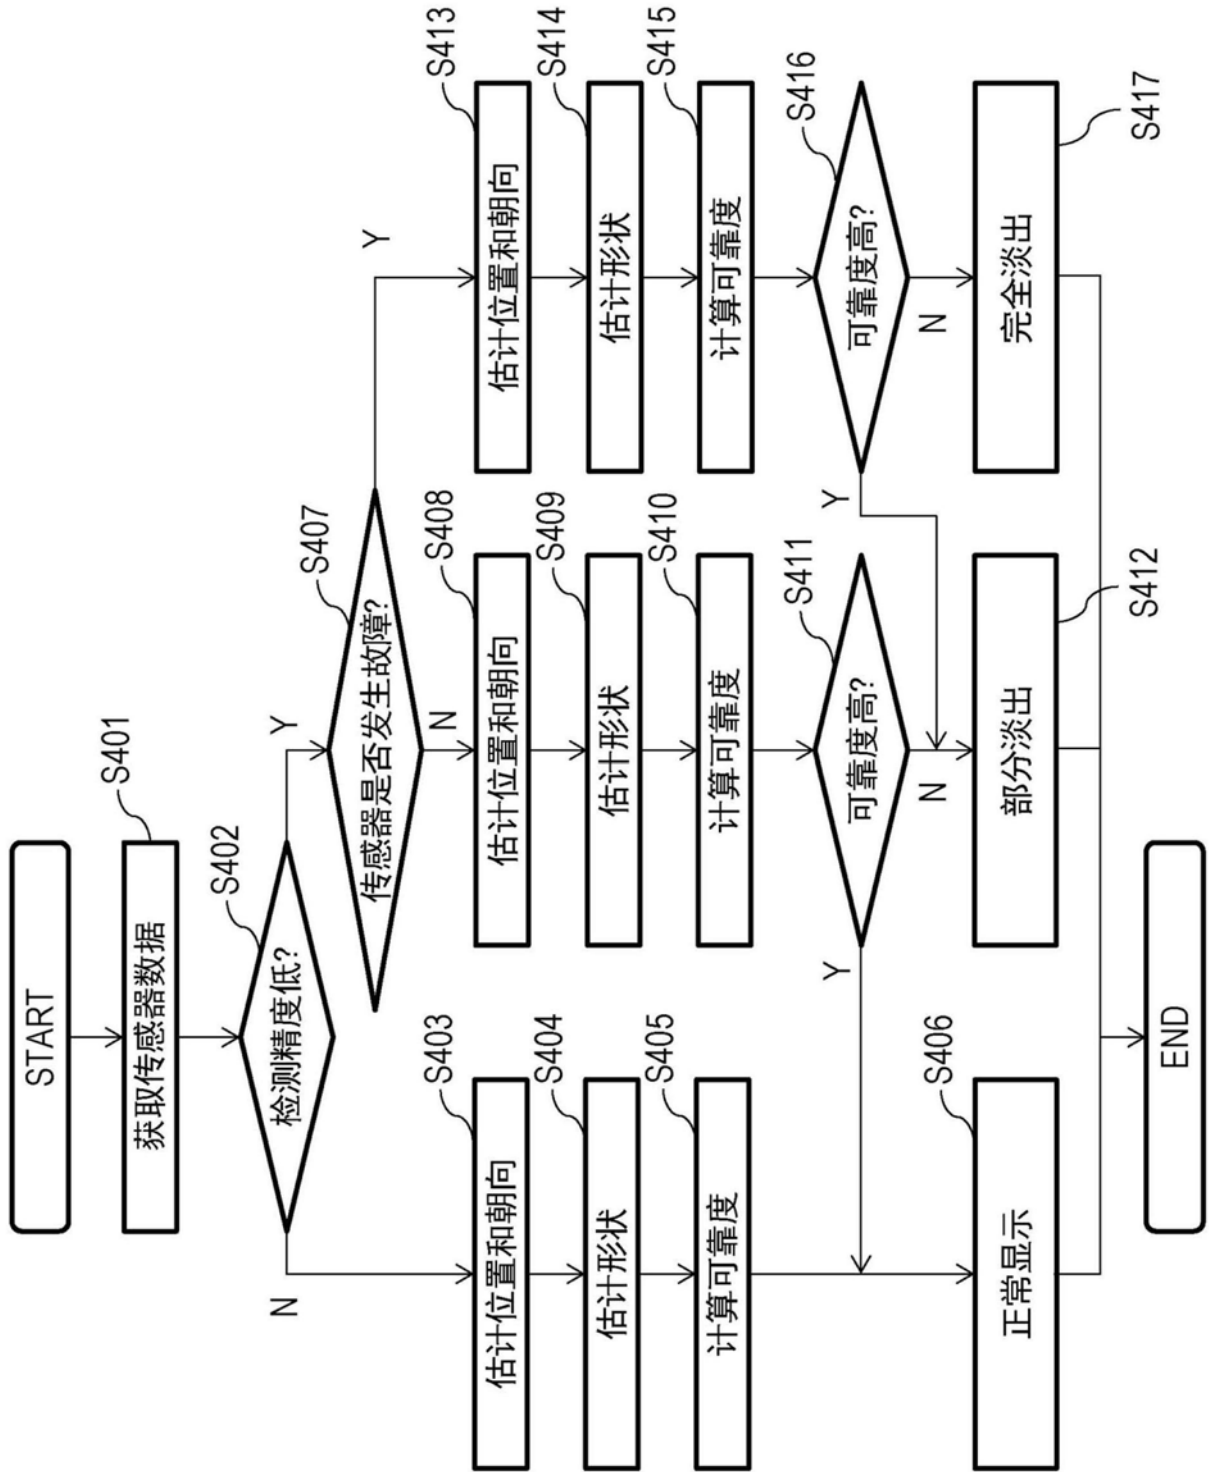 START
S401
获取传感器数据
S402
检测精度低?
N
Y
S407
传感器是否发生故障?
N
Y
S403
估计位置和朝向
S404
估计形状
S405
计算可靠度
S408
估计位置和朝向
S409
估计形状
S410
计算可靠度
S411
可靠度高?
Y
N
S413
估计位置和朝向
S414
估计形状
S415
计算可靠度
S416
可靠度高?
Y
N
S406
正常显示
S412
部分淡出
S417
完全淡出
END